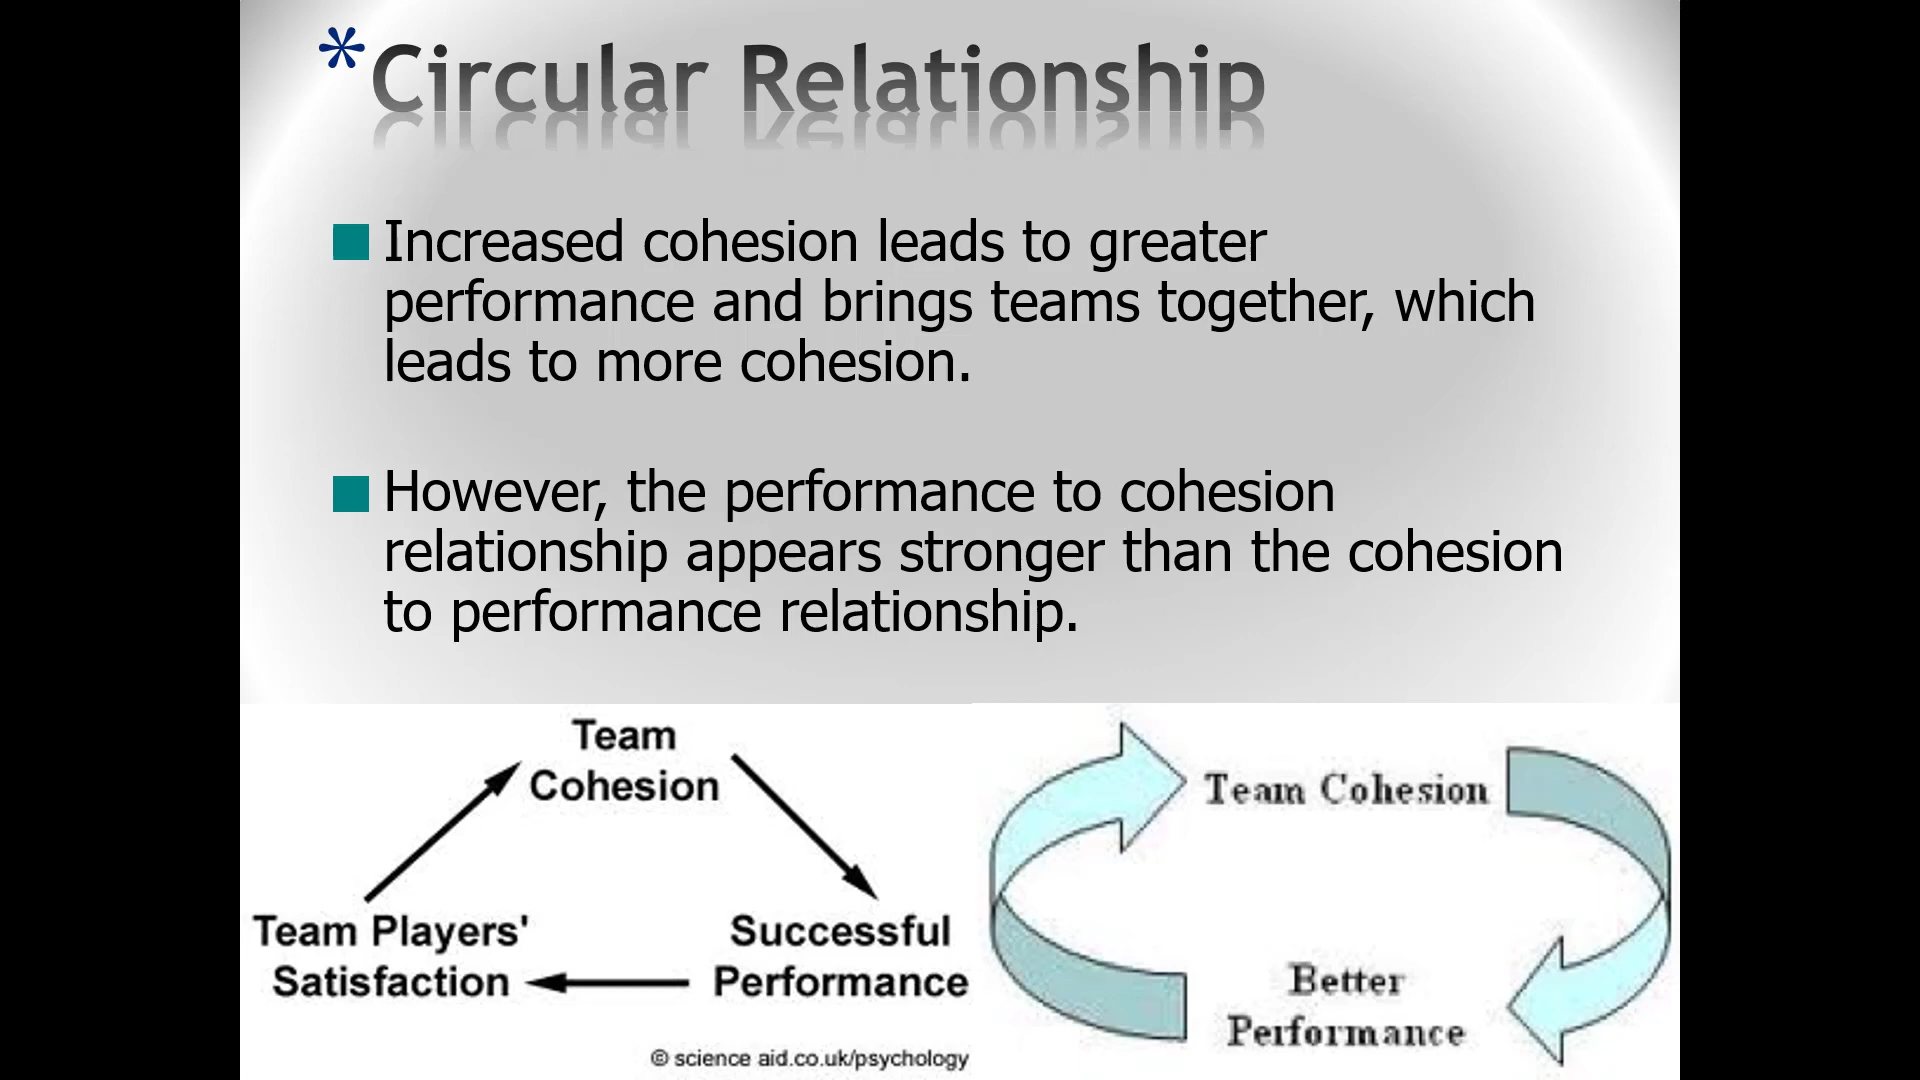 *Circular Relationship
Increased cohesion leads to greater
performance and brings teams together, which
leads to more cohesion.
However, the performance to cohesion
relationship appears stronger than the cohesion
to performance relationship.
Team
Cohesion
Team Players'
Satisfaction
Successful
Performance
© science aid.co.uk/psychology
Team Cohesion
Better
Performance